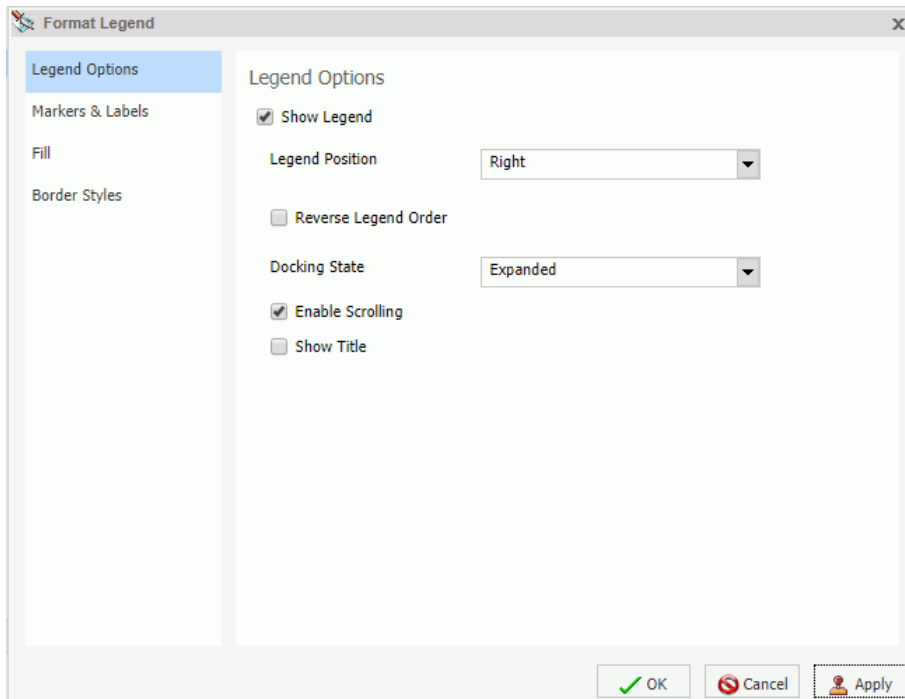 Format Legend
x
Legend Options
Markers & Labels
Fill
Border Styles
Legend Options
Show Legend
Legend Position Right
Reverse Legend Order
Docking State Expanded
Enable Scrolling
Show Title
OK Cancel Apply